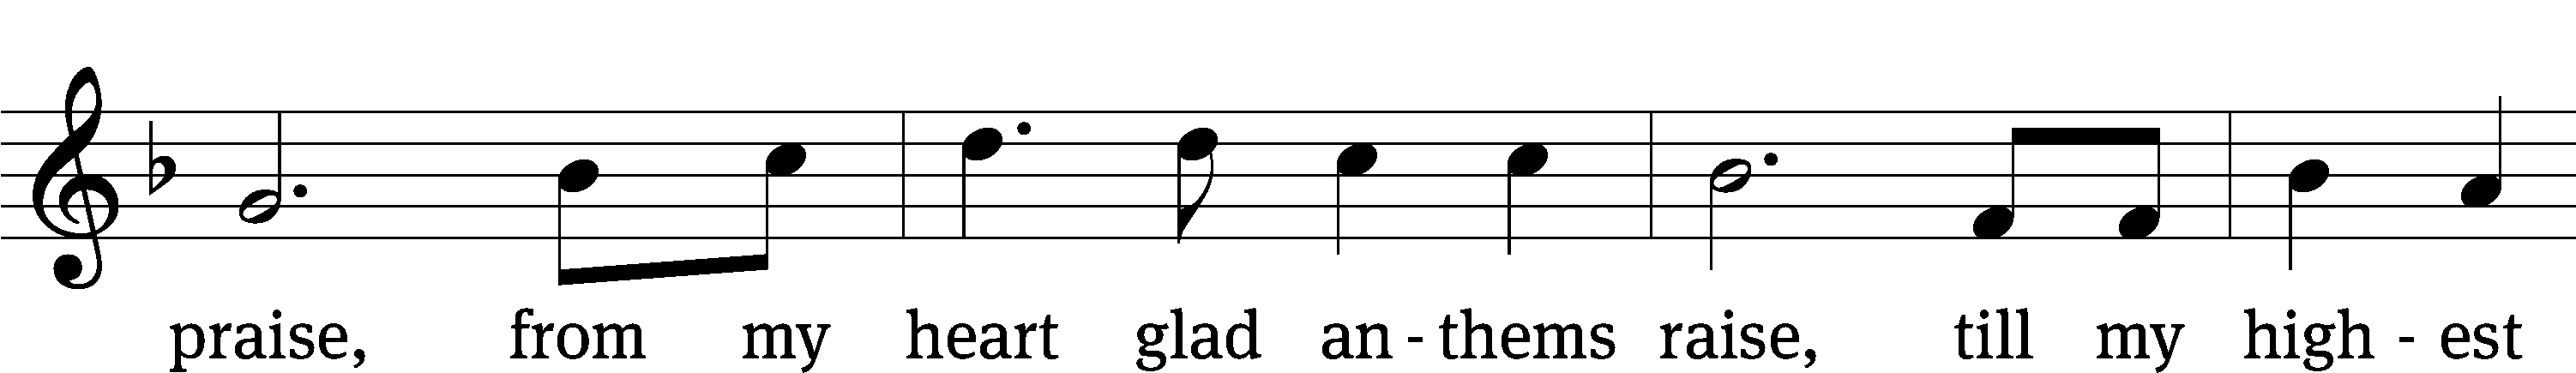 praise, from my heart glad an - thems raise, till my high - est